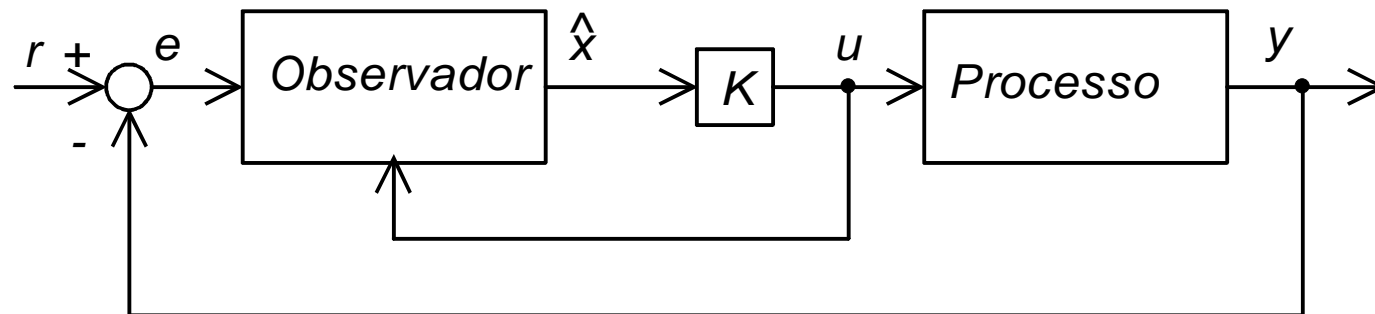 r + e Observador x̂ K u Processo y
-